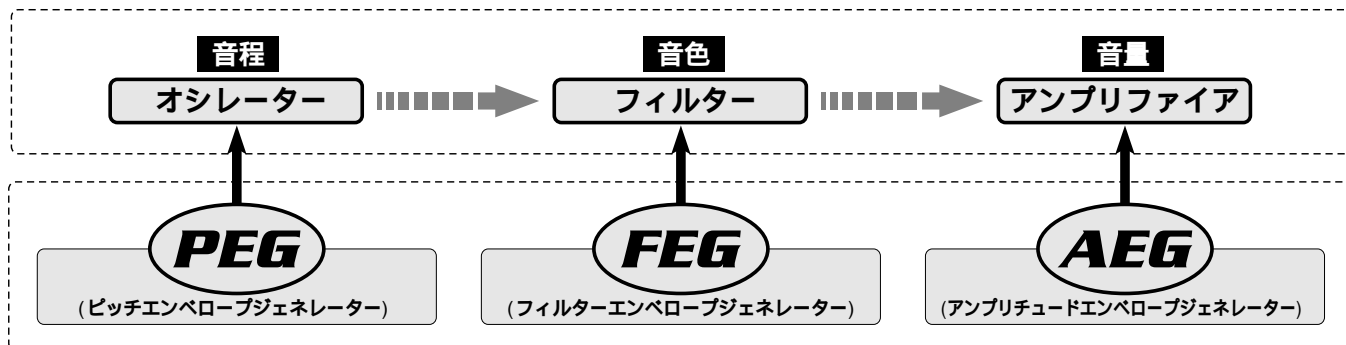 音程
音色
音量
オシレーター
フィルター
アンプリファイア
PEG
FEG
AEG
(ピッチエンベロープジェネレーター)
(フィルターエンベロープジェネレーター)
(アンプリチュードエンベロープジェネレーター)